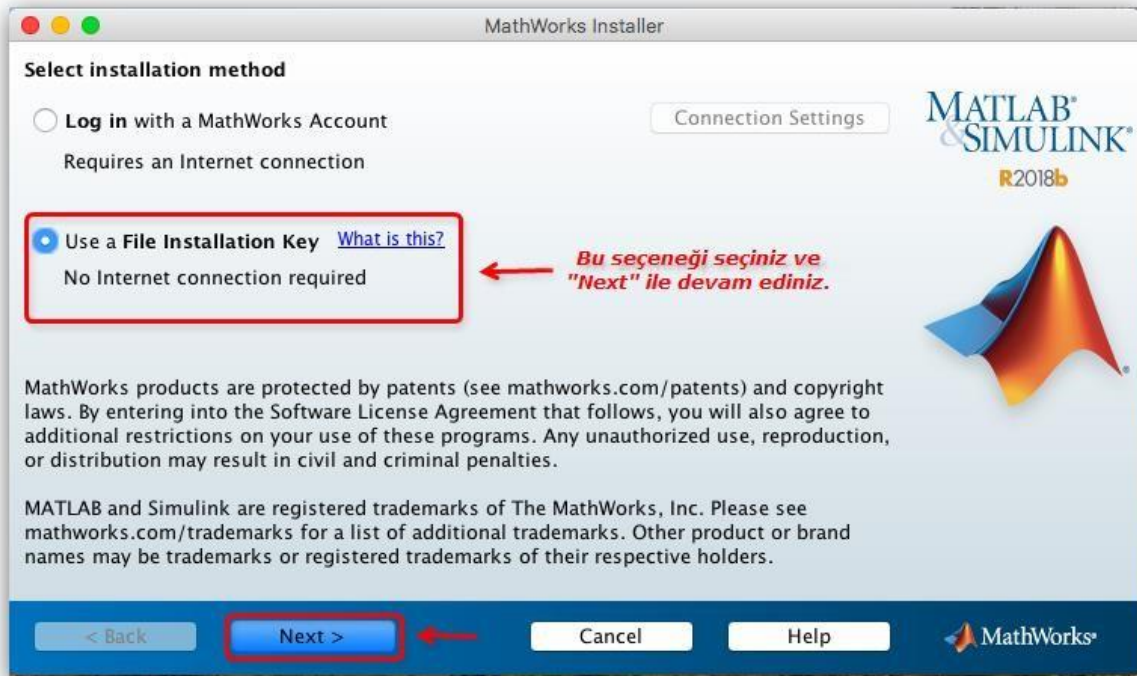 MathWorks Installer
Select installation method
Log in with a MathWorks Account
Connection Settings
Requires an Internet connection
MATLAB®
&SIMULINK®
R2018b
Use a File Installation Key What is this?
No Internet connection required
Bu seçeneği seçiniz ve
"Next" ile devam ediniz.
MathWorks products are protected by patents (see mathworks.com/patents) and copyright
laws. By entering into the Software License Agreement that follows, you will also agree to
additional restrictions on your use of these programs. Any unauthorized use, reproduction,
or distribution may result in civil and criminal penalties.
MATLAB and Simulink are registered trademarks of The MathWorks, Inc. Please see
mathworks.com/trademarks for a list of additional trademarks. Other product or brand
names may be trademarks or registered trademarks of their respective holders.
< Back
Next >
Cancel
Help
MathWorks®